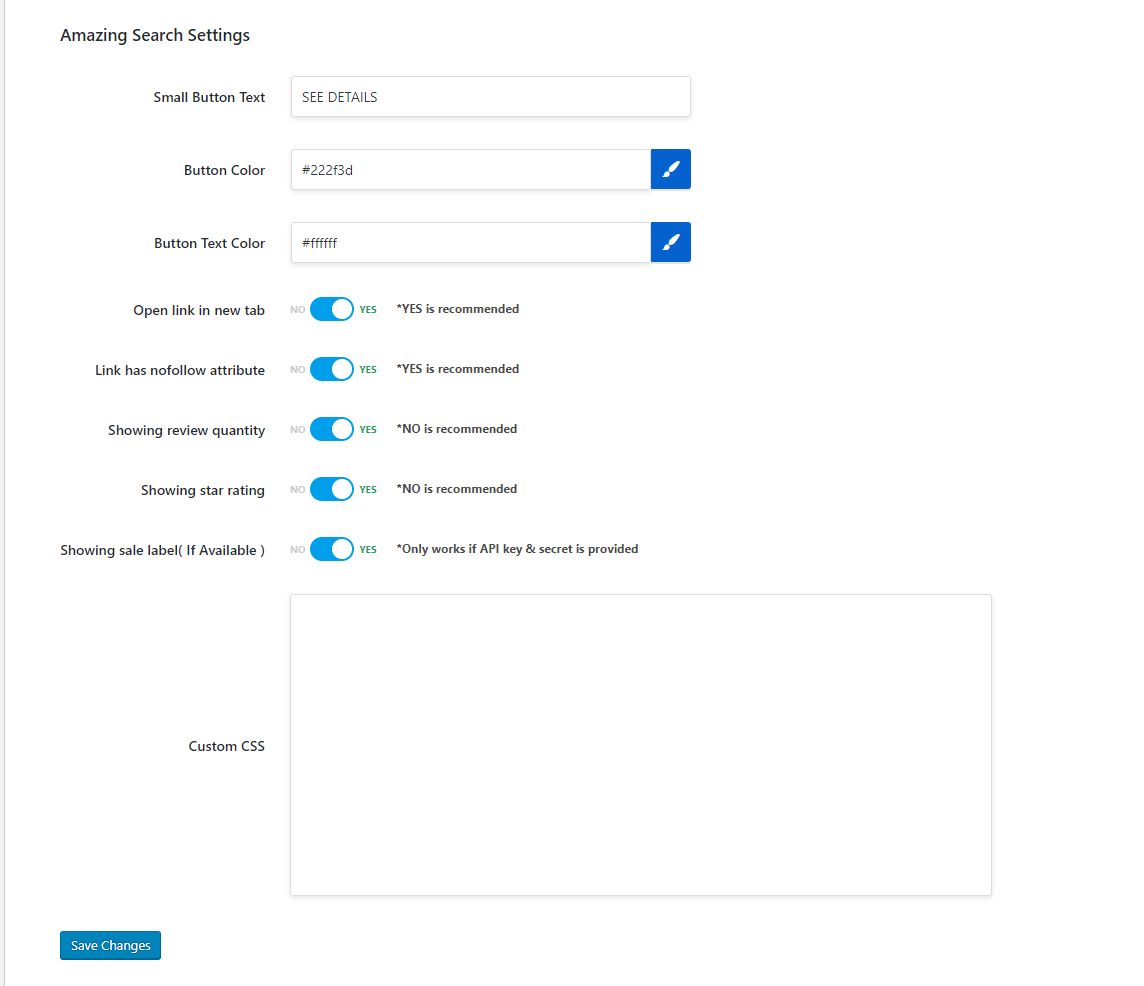 Amazing Search Settings
Small Button Text SEE DETAILS
Button Color #222f3d
Button Text Color #ffffff
Open link in new tab NO YES *YES is recommended
Link has nofollow attribute NO YES *YES is recommended
Showing review quantity NO YES *NO is recommended
Showing star rating NO YES *NO is recommended
Showing sale label( If Available ) NO YES *Only works if API key & secret is provided
Custom CSS
Save Changes